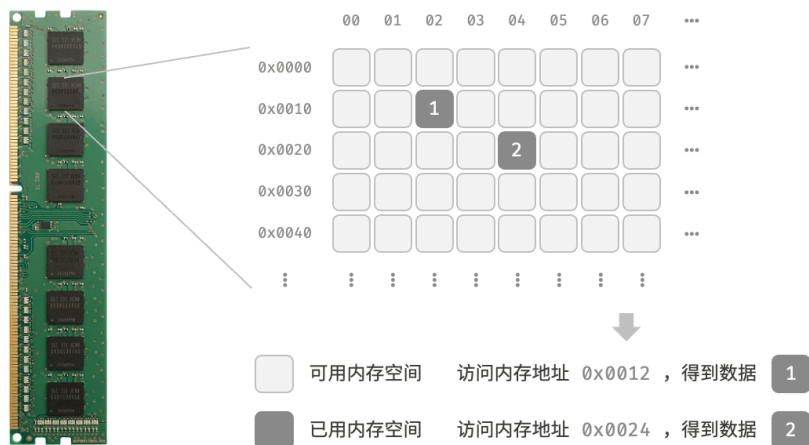 00 01 02 03 04 05 06 07 ...
0x0000 ...
0x0010 1 ...
0x0020 2 ...
0x0030 ...
0x0040 ...
可用内存空间 访问内存地址 0x0012 ，得到数据 1
已用内存空间 访问内存地址 0x0024 ，得到数据 2